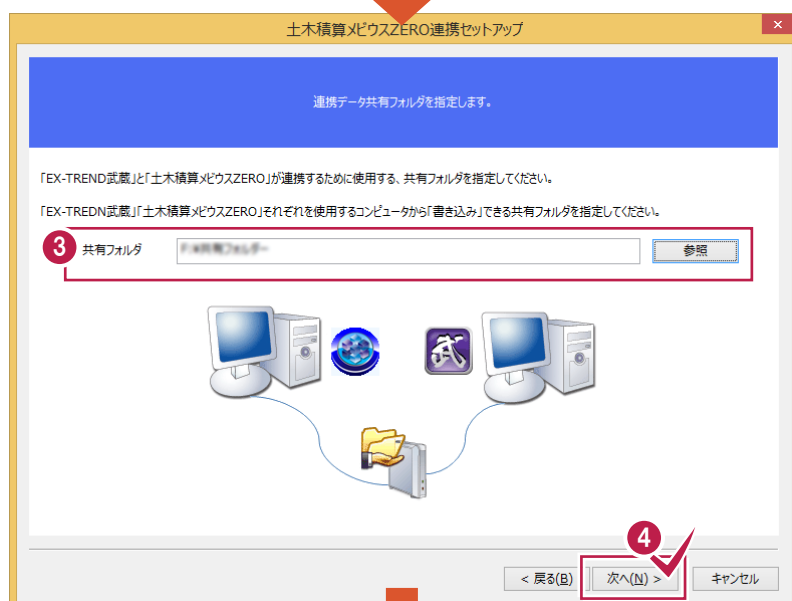 土木積算メビウスZERO連携セットアップ
連携データ共有フォルダを指定します。
「EX-TREND武蔵」と「土木積算メビウスZERO」が連携するために使用する、共有フォルダを指定してください。
「EX-TREDN武蔵」「土木積算メビウスZERO」それぞれを使用するコンピュータから「書き込み」できる共有フォルダを指定してください。
3 共有フォルダ 参照
武
4
< 戻る(B) 次へ(N) > キャンセル